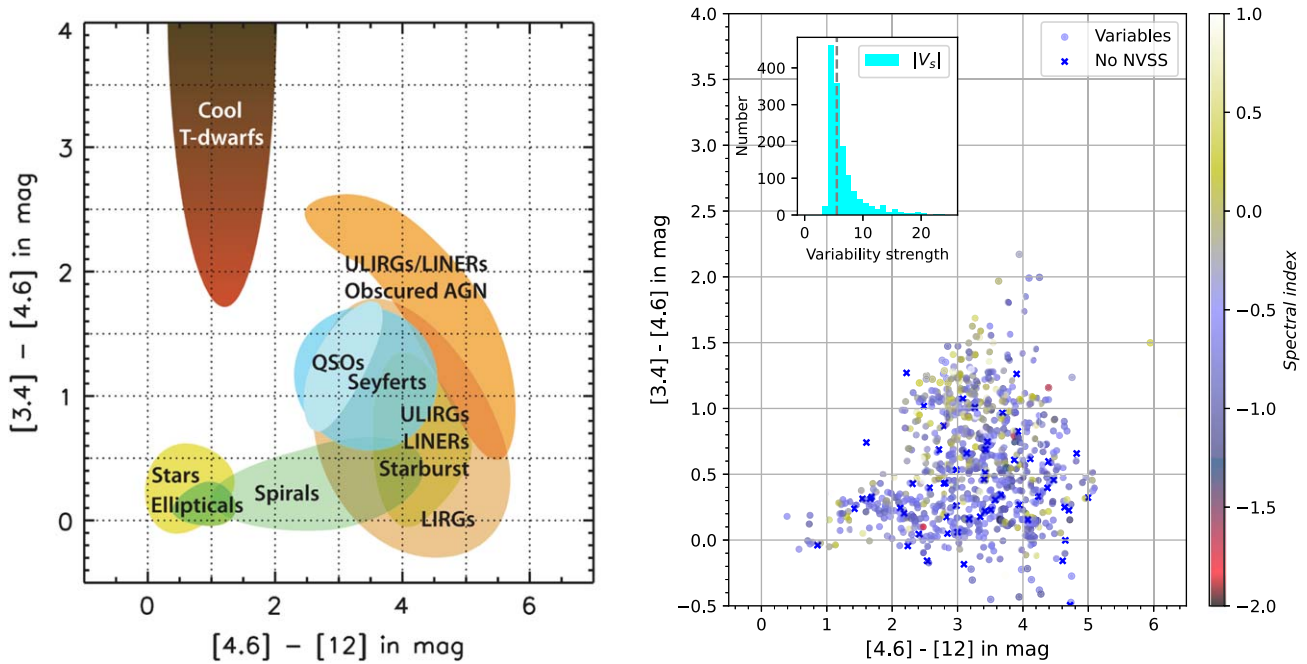 4
3
2
1
0
[3.4] − [4.6] in mag
Cool
T-dwarfs
ULIRGs/LINERs
Obscured AGN
QSOs
Seyferts
ULIRGs
LINERs
Starburst
LIRGs
Stars
Ellipticals
Spirals
0 2 4 6
[4.6] − [12] in mag
4.0
3.5
3.0
2.5
2.0
1.5
1.0
0.5
0.0
−0.5
[3.4] - [4.6] in mag
400
300
200
100
0
Number
|Vs|
0 10 20
Variability strength
Variables
No NVSS
0 1 2 3 4 5 6
[4.6] - [12] in mag
1.0
0.5
0.0
−0.5
−1.0
−1.5
−2.0
Spectral index